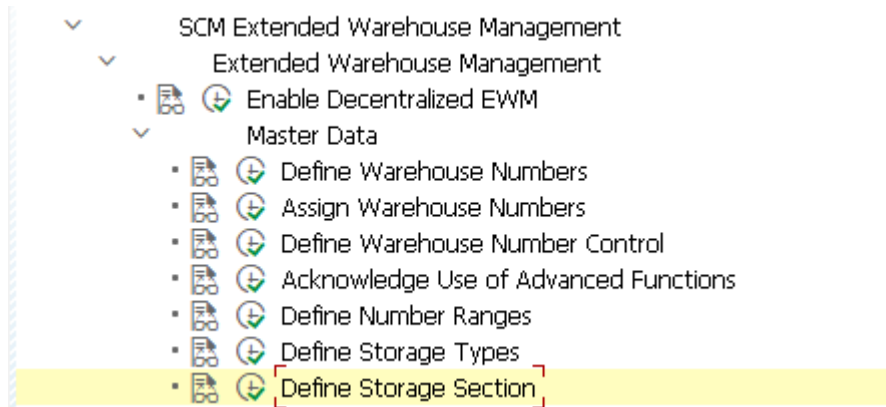 SCM Extended Warehouse Management
Extended Warehouse Management
Enable Decentralized EWM
Master Data
Define Warehouse Numbers
Assign Warehouse Numbers
Define Warehouse Number Control
Acknowledge Use of Advanced Functions
Define Number Ranges
Define Storage Types
Define Storage Section